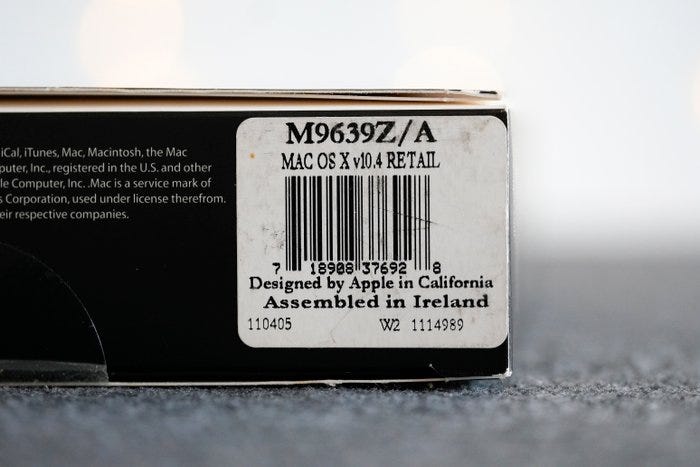 iCal, iTunes, Mac, Macintosh, the Mac
puter, Inc., registered in the U.S. and other
le Computer, Inc. .Mac is a service mark of
s Corporation, used under license therefrom.
eir respective companies.
M9639Z/A
MAC OS X v10.4 RETAIL
7 18908 37692 8
Designed by Apple in California
Assembled in Ireland
110405 W2 1114989